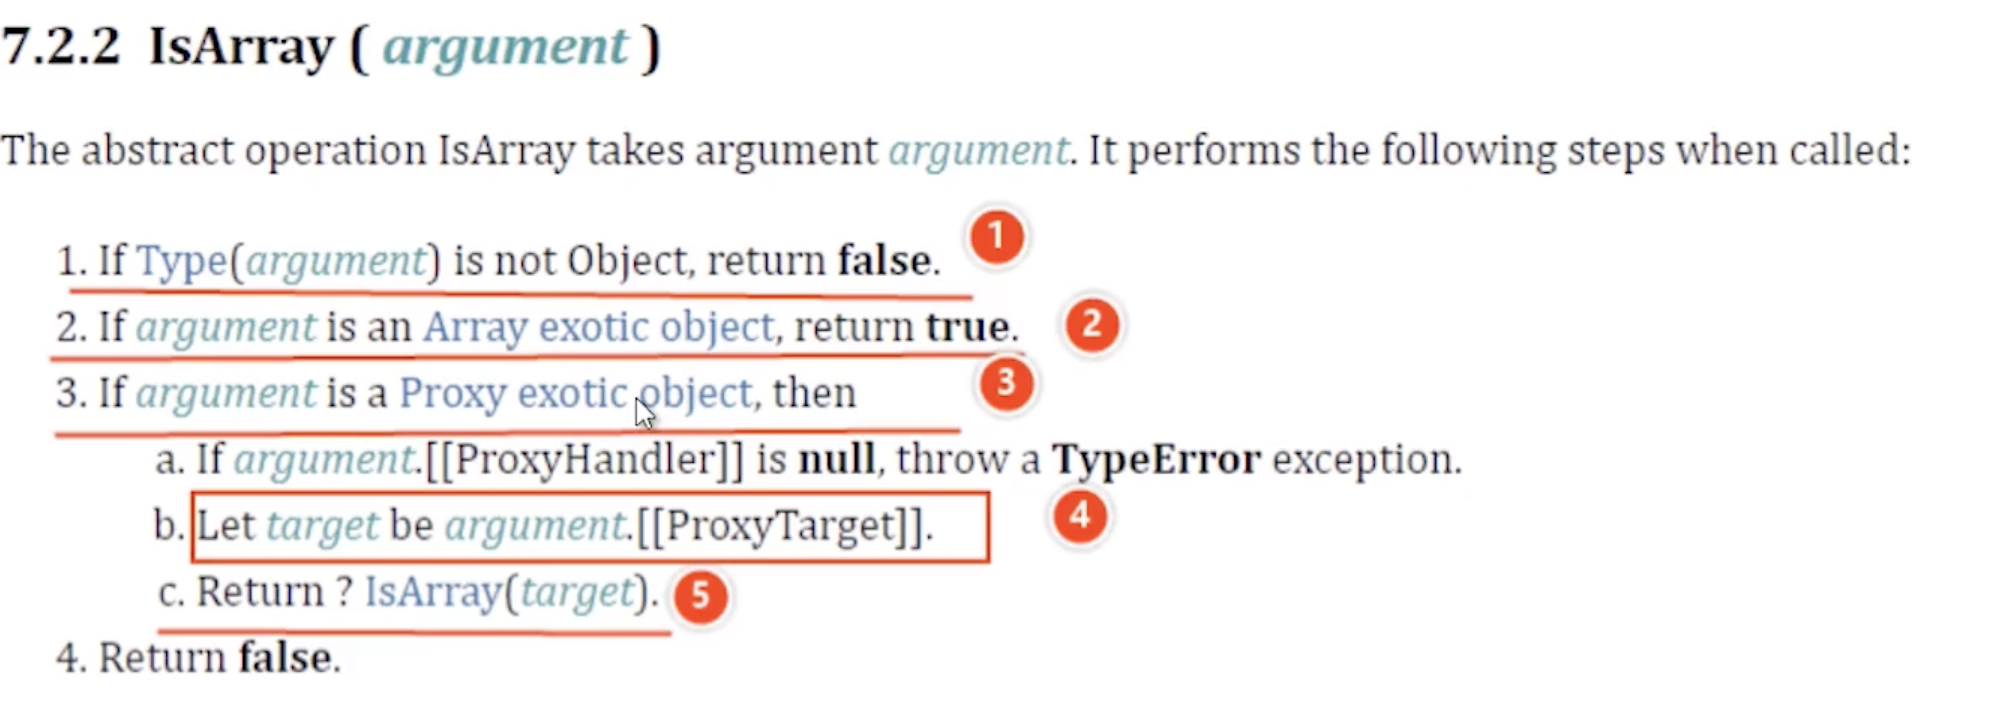 7.2.2 IsArray ( argument )
The abstract operation IsArray takes argument argument. It performs the following steps when called:
1. If Type(argument) is not Object, return false. 1
2. If argument is an Array exotic object, return true. 2
3. If argument is a Proxy exotic object, then 3
a. If argument.[[ProxyHandler]] is null, throw a TypeError exception.
b. Let target be argument.[[ProxyTarget]]. 4
c. Return ? IsArray(target). 5
4. Return false.